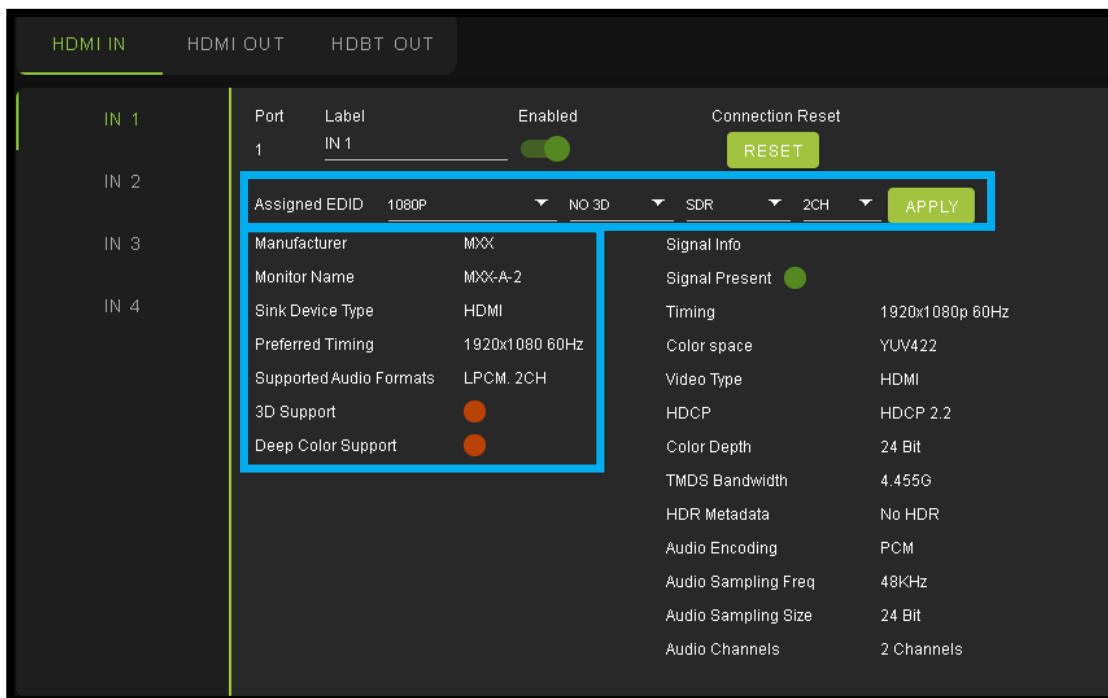 HDMI IN HDMI OUT HDBT OUT
IN 1
IN 2
IN 3
IN 4
Port Label Enabled Connection Reset
1 IN 1 RESET
Assigned EDID 1080P NO 3D SDR 2CH APPLY
Manufacturer MXX
Monitor Name MXX-A-2
Sink Device Type HDMI
Preferred Timing 1920x1080 60Hz
Supported Audio Formats LPCM. 2CH
3D Support
Deep Color Support
Signal Info
Signal Present
Timing 1920x1080p 60Hz
Color space YUV422
Video Type HDMI
HDCP HDCP 2.2
Color Depth 24 Bit
TMDS Bandwidth 4.455G
HDR Metadata No HDR
Audio Encoding PCM
Audio Sampling Freq 48KHz
Audio Sampling Size 24 Bit
Audio Channels 2 Channels